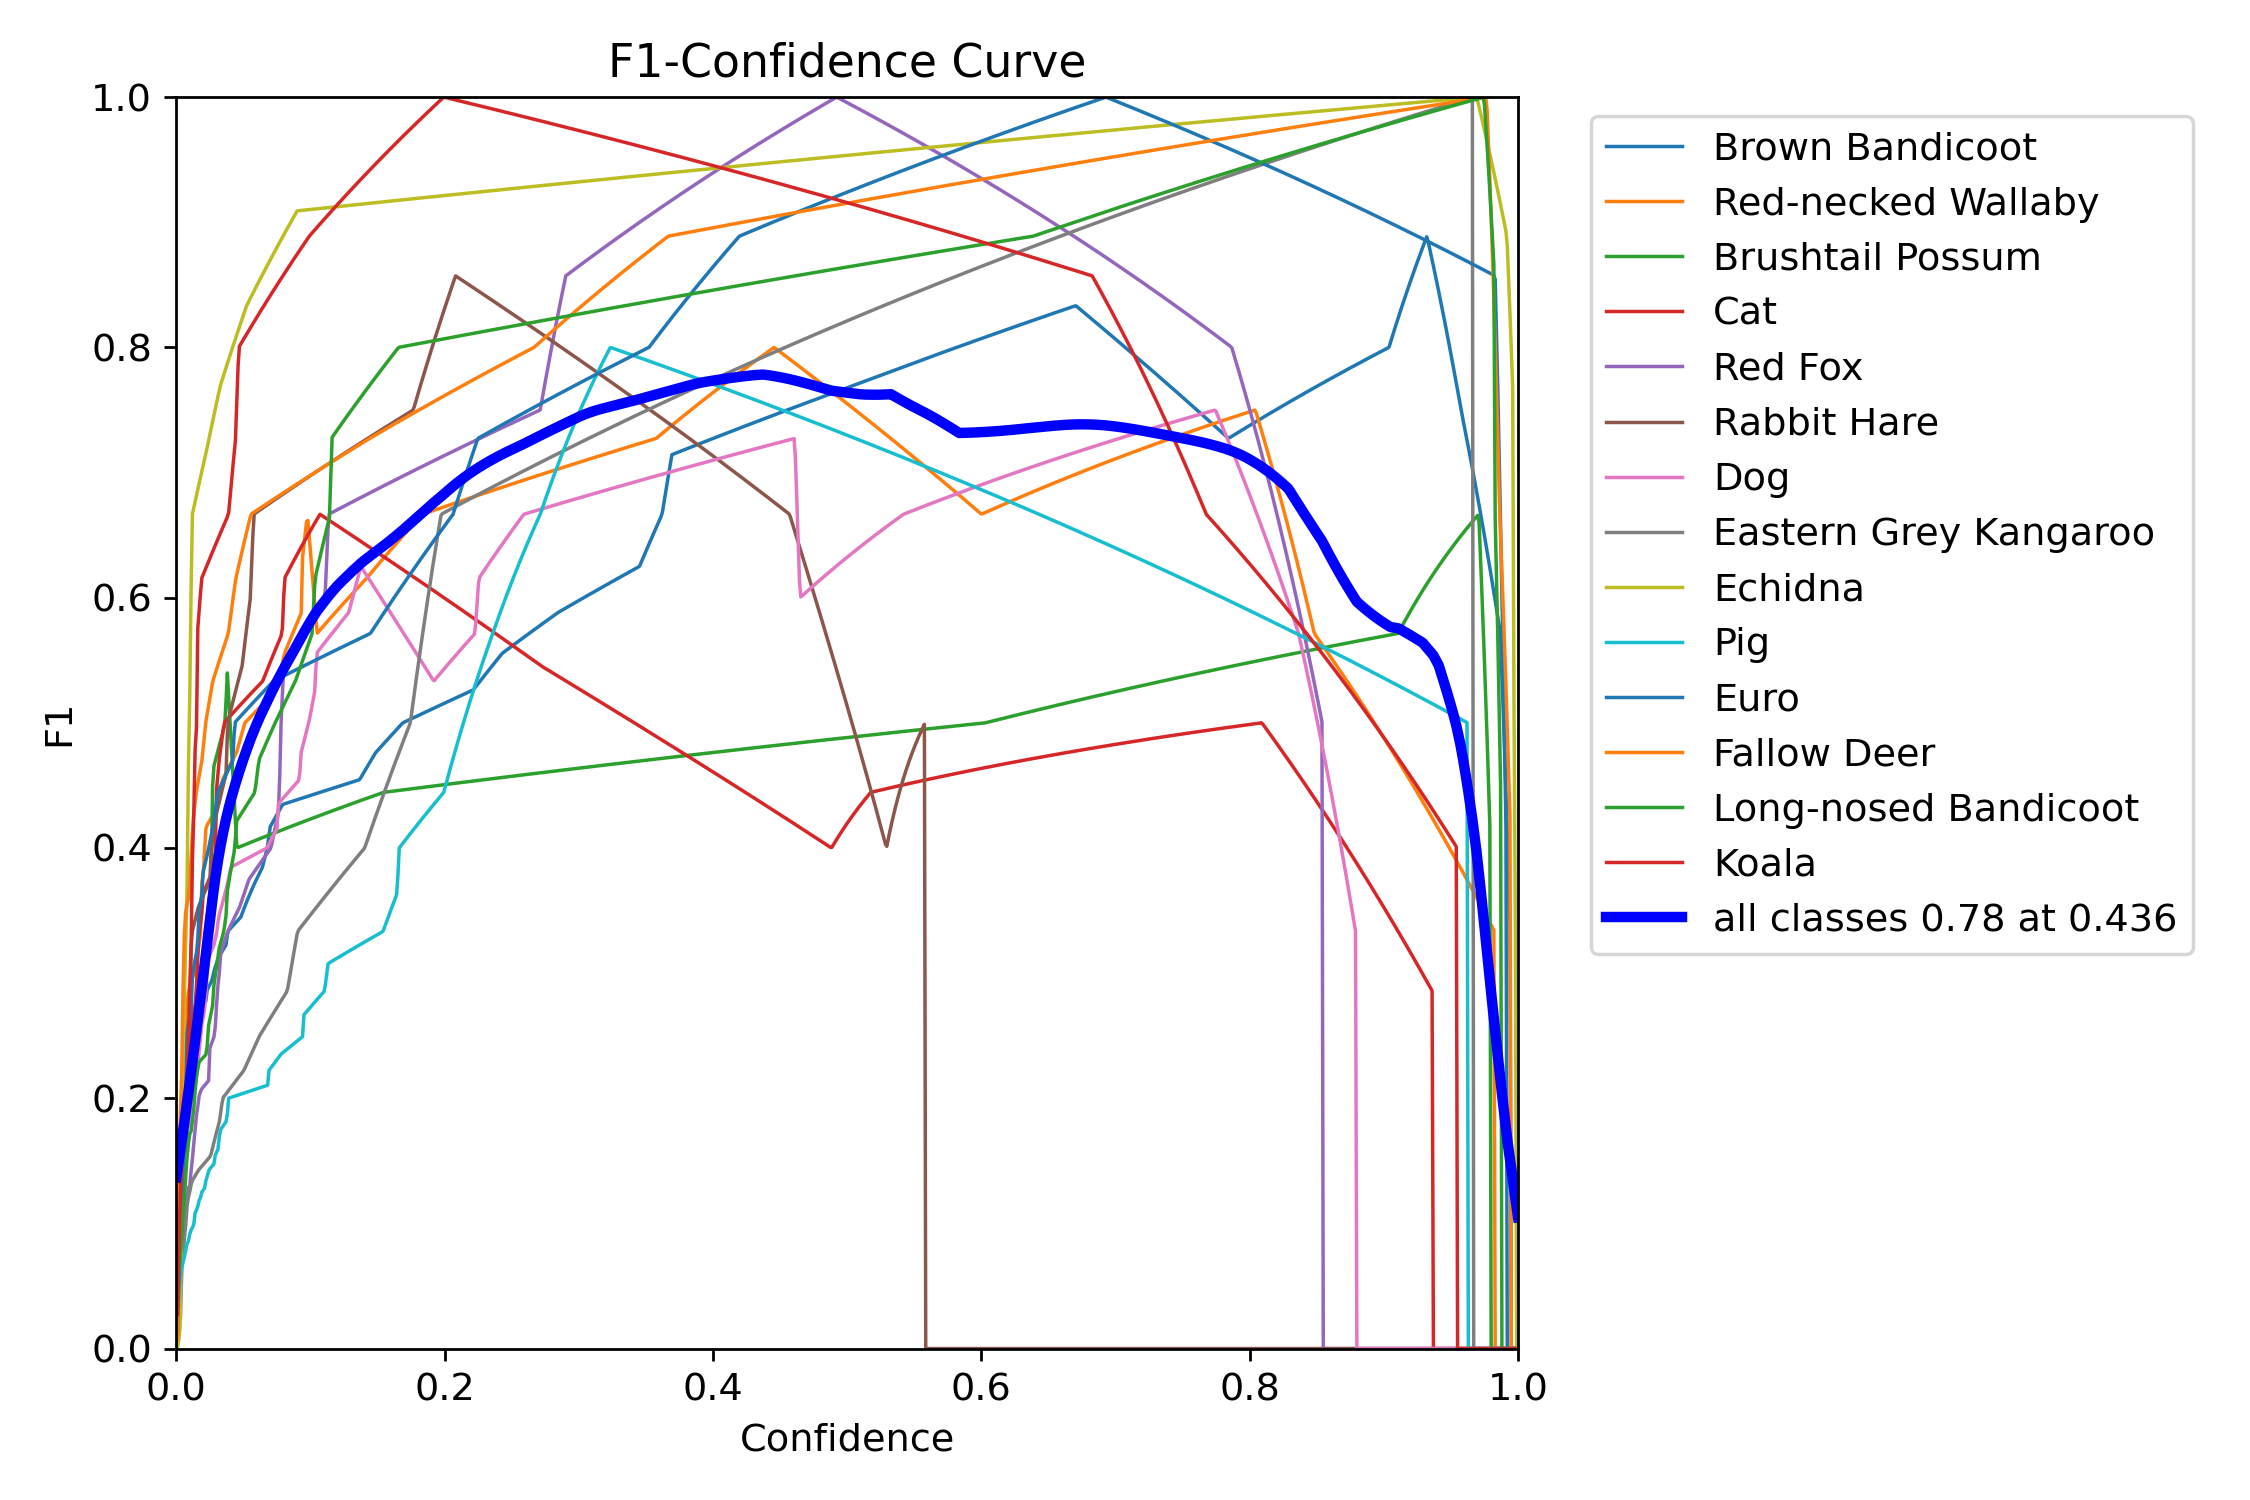 F1-Confidence Curve
1.0
0.8
0.6
0.4
0.2
0.0
F1
0.0 0.2 0.4 0.6 0.8 1.0
Confidence
Brown Bandicoot
Red-necked Wallaby
Brushtail Possum
Cat
Red Fox
Rabbit Hare
Dog
Eastern Grey Kangaroo
Echidna
Pig
Euro
Fallow Deer
Long-nosed Bandicoot
Koala
all classes 0.78 at 0.436